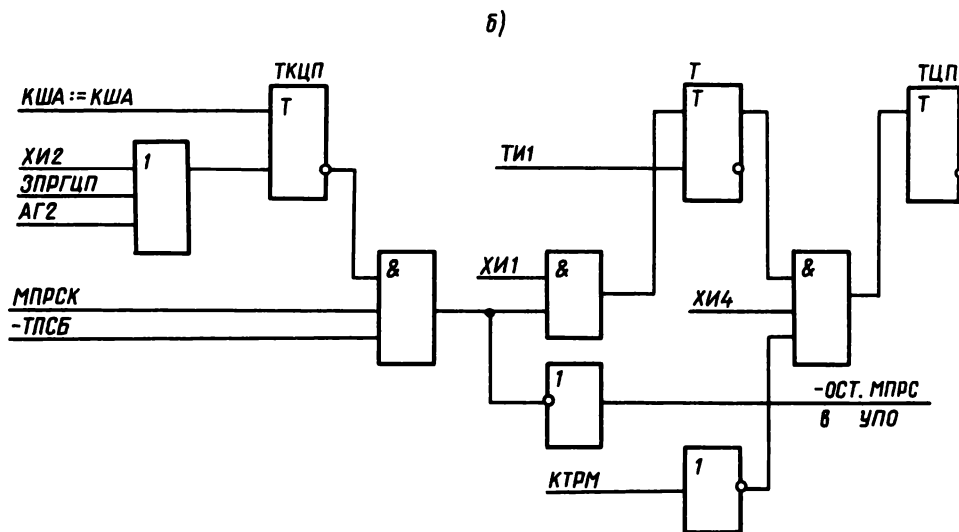 б)
ТКЦП
Т
ТЦП
КША := КША
Т
Т
Т
ХИ2
1
ТИ1
ЗПРГЦП
АГ2
&
ХИ1
&
&
МПРСК
ХИ4
-ТПСБ
1
-ОСТ. МПРС
в УПО
КТРМ
1